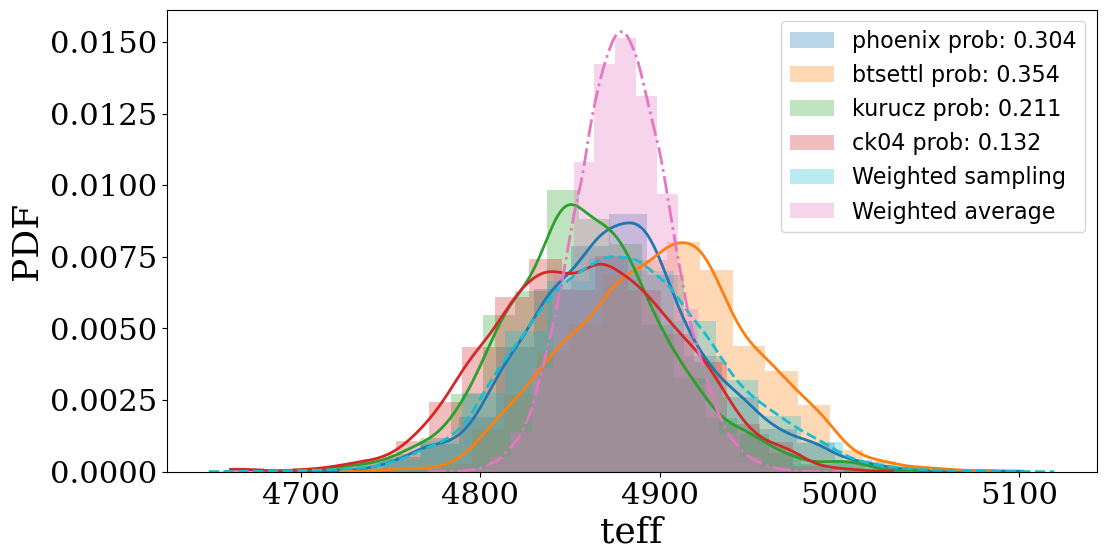 PDF
0.0150
0.0125
0.0100
0.0075
0.0050
0.0025
0.0000
phoenix prob: 0.304
btsettl prob: 0.354
kurucz prob: 0.211
ck04 prob: 0.132
Weighted sampling
Weighted average
4700
4800
4900
5000
5100
teff